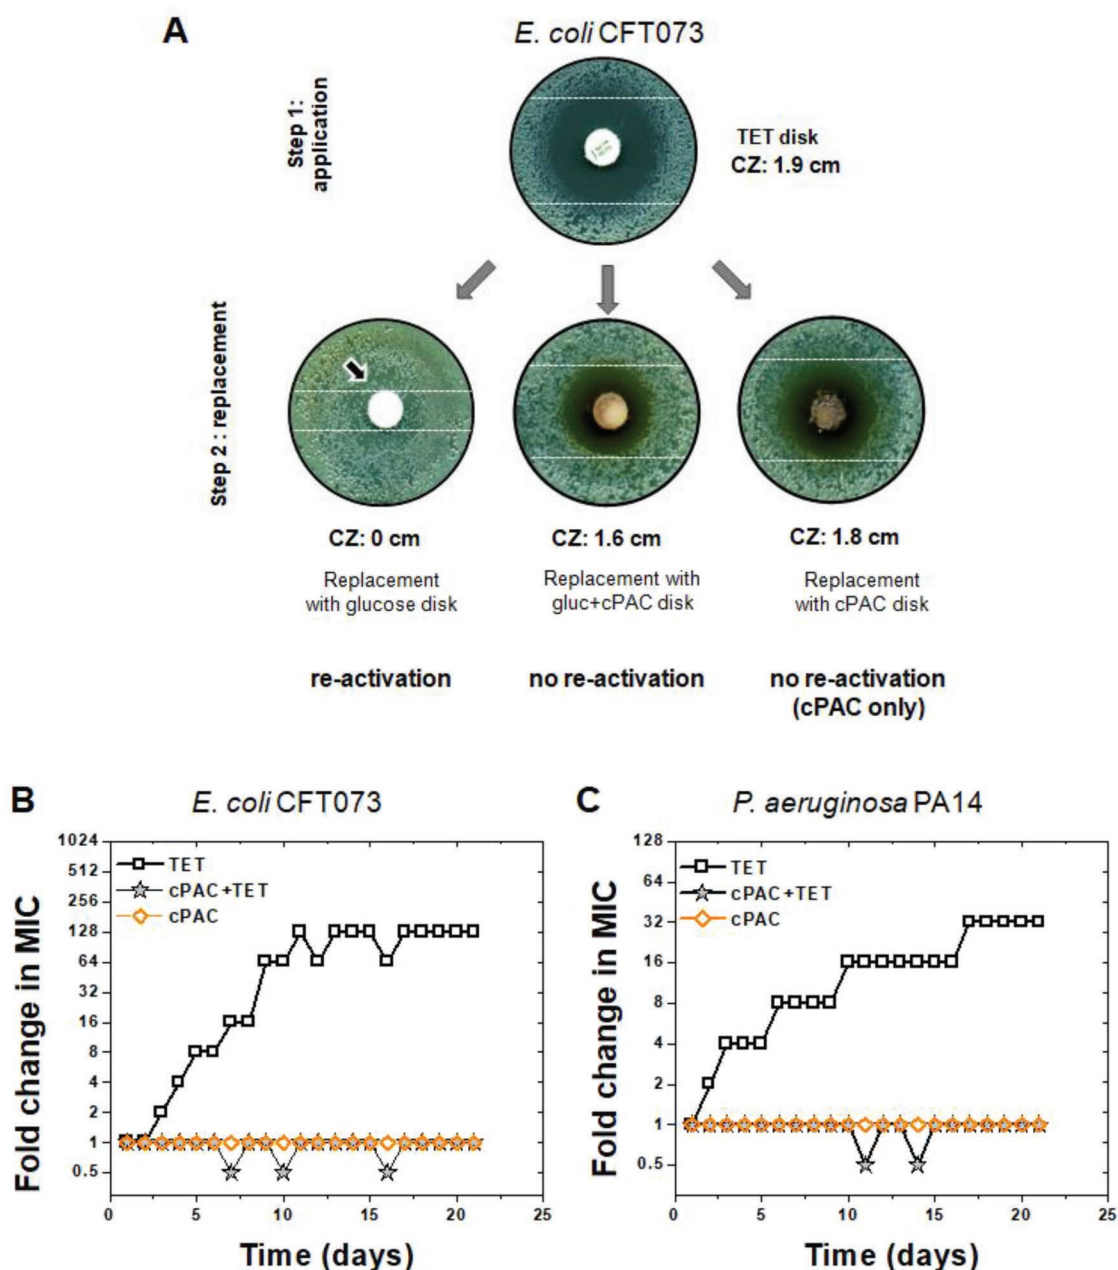 A
E. coli CFT073
Step 1:
application
TET disk
CZ: 1.9 cm
Step 2 : replacement
CZ: 0 cm
Replacement
with glucose disk
re-activation
CZ: 1.6 cm
Replacement with
gluc+cPAC disk
no re-activation
CZ: 1.8 cm
Replacement
with cPAC disk
no re-activation
(cPAC only)
B
E. coli CFT073
Fold change in MIC
1024
512
256
128
64
32
16
8
4
2
1
0.5
TET
cPAC+TET
cPAC
0 5 10 15 20 25
Time (days)
C
P. aeruginosa PA14
Fold change in MIC
128
64
32
16
8
4
2
1
0.5
TET
cPAC+TET
cPAC
0 5 10 15 20 25
Time (days)